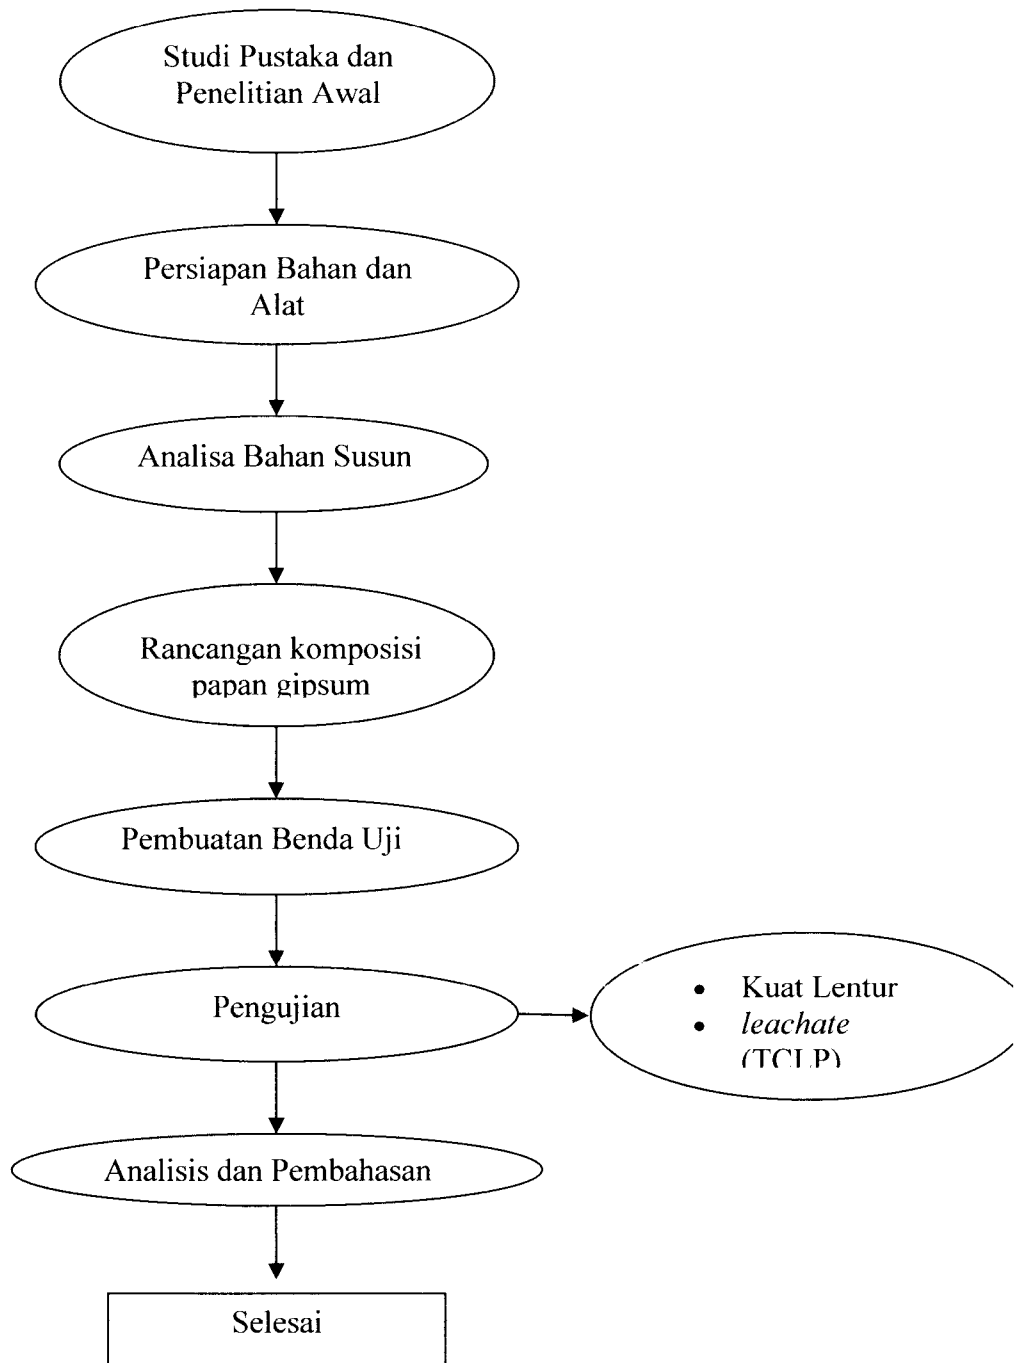 Studi Pustaka dan
Penelitian Awal
Persiapan Bahan dan
Alat
Analisa Bahan Susun
Rancangan komposisi
papan gipsum
Pembuatan Benda Uji
Pengujian
• Kuat Lentur
• leachate
(TCLP)
Analisis dan Pembahasan
Selesai